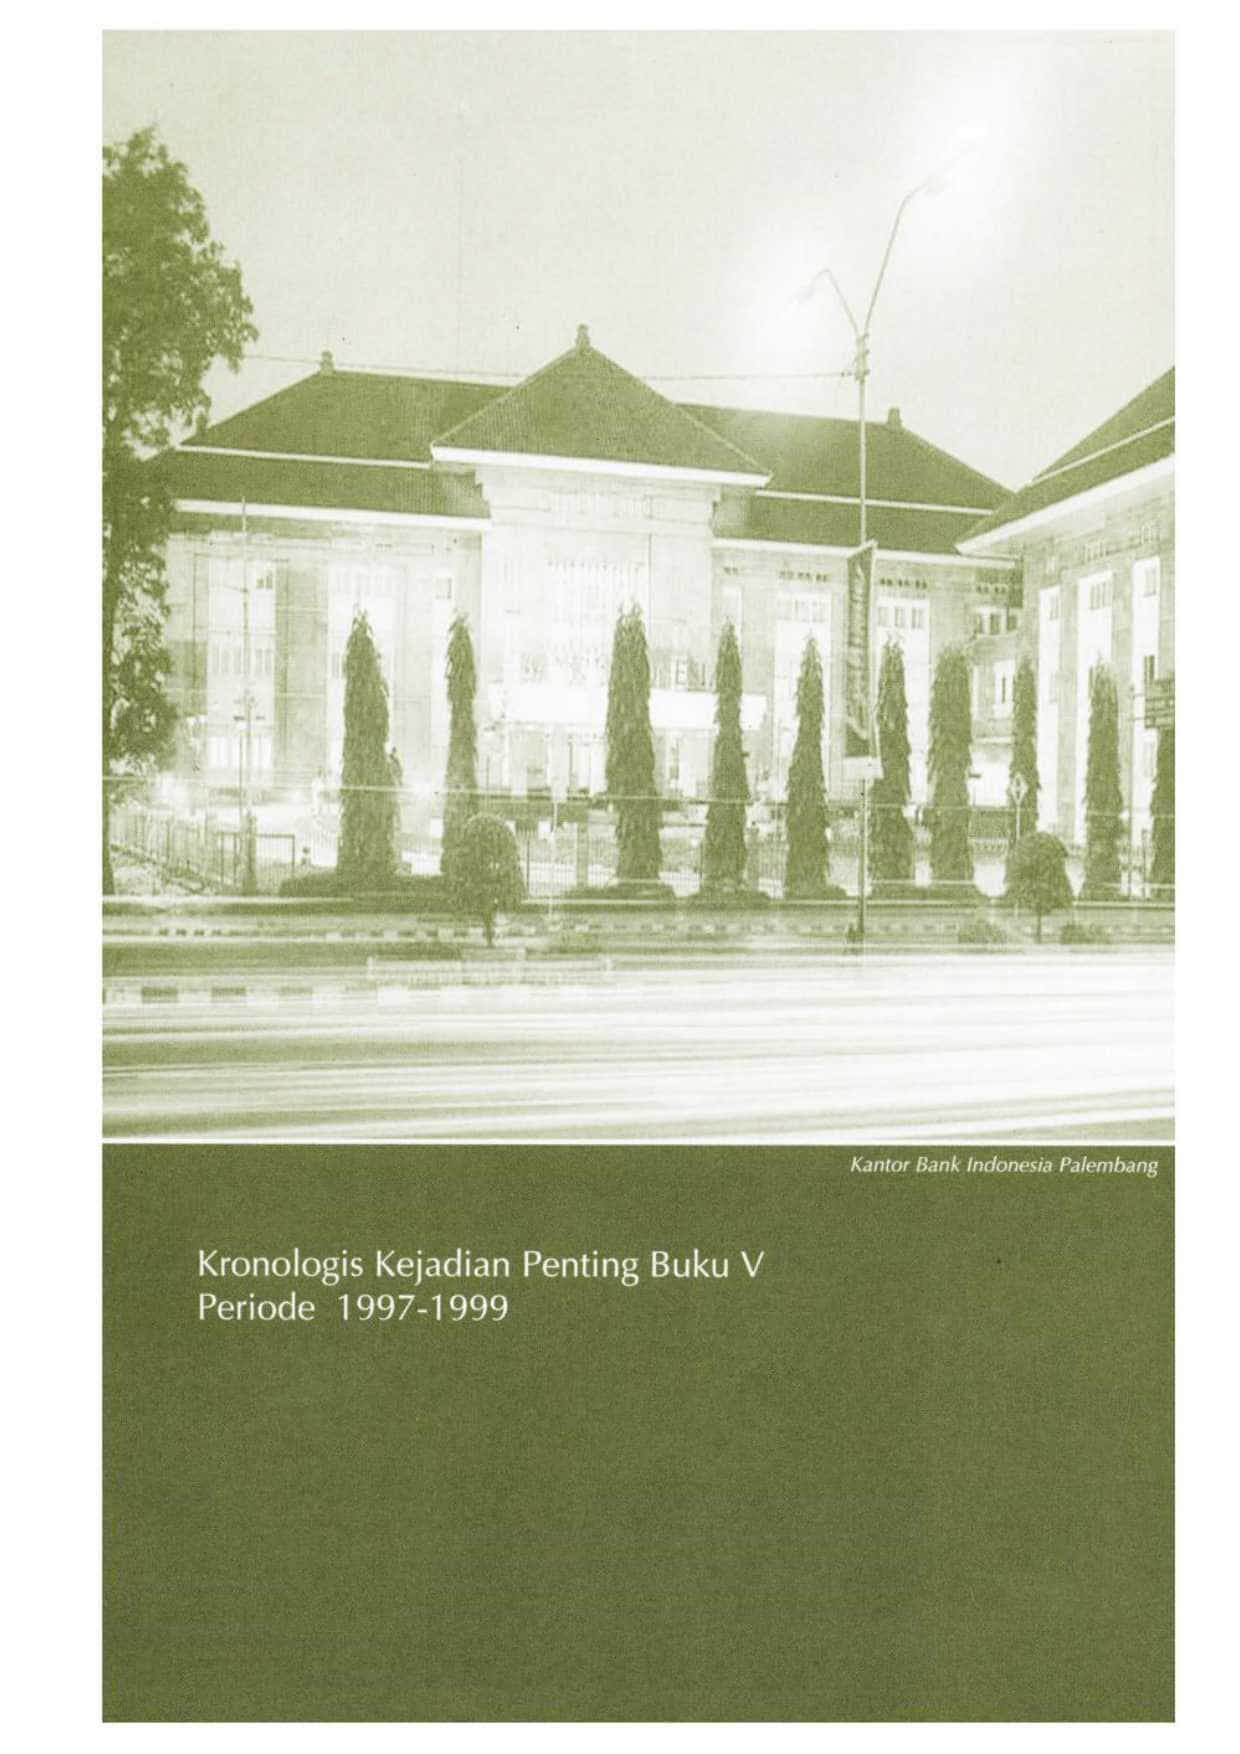 Kantor Bank Indonesia Palembang
Kronologis Kejadian Penting Buku V
Periode 1997-1999